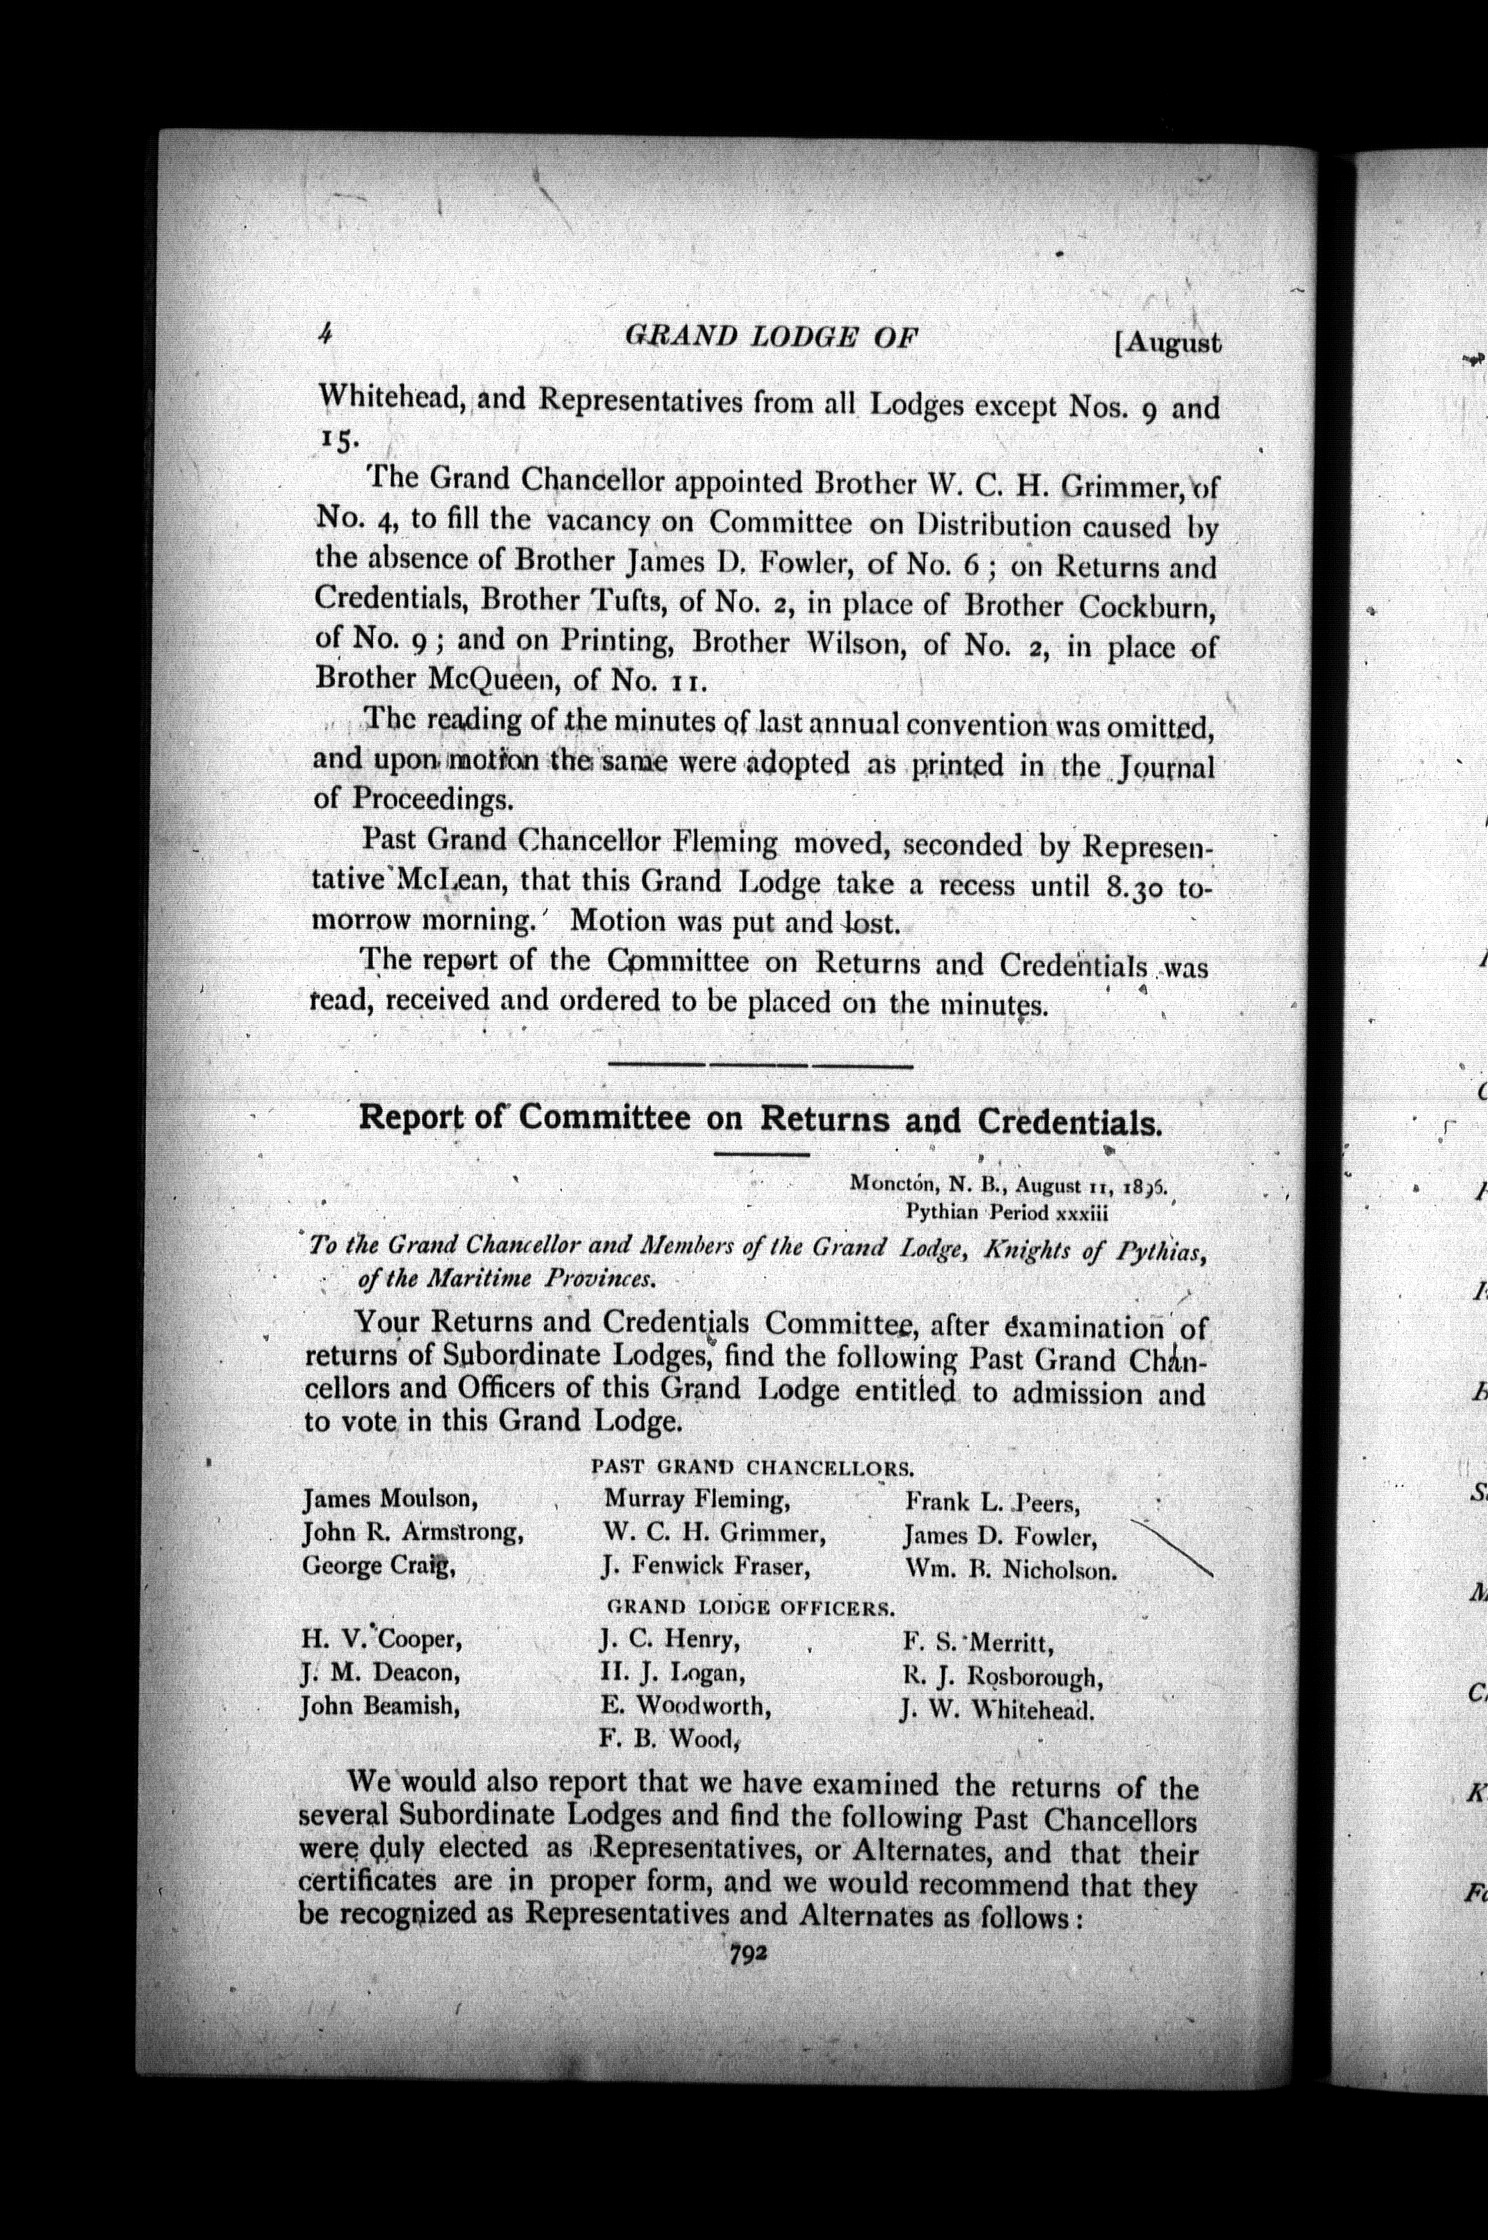 4 GRAND LODGE OF [August
Whitehead, and Representatives from all Lodges except Nos. 9 and
15.
The Grand Chancellor appointed Brother W. C. H. Grimmer, of
No. 4, to fill the vacancy on Committee on Distribution caused by
the absence of Brother James D. Fowler, of No. 6 ; on Returns and
Credentials, Brother Tufts, of No. 2, in place of Brother Cockburn,
of No. 9 ; and on Printing, Brother Wilson, of No. 2, in place of
Brother McQueen, of No. 11.
The reading of the minutes of last annual convention was omitted,
and upon motion the same were adopted as printed in the Journal
of Proceedings.
Past Grand Chancellor Fleming moved, seconded by Represen-
tative McLean, that this Grand Lodge take a recess until 8.30 to-
morrow morning. Motion was put and lost.
The report of the Committee on Returns and Credentials was
read, received and ordered to be placed on the minutes.
Report of Committee on Returns and Credentials.
Moncton, N. B., August 11, 1896.
Pythian Period xxxiii
To the Grand Chancellor and Members of the Grand Lodge, Knights of Pythias,
of the Maritime Provinces.
Your Returns and Credentials Committee, after examination of
returns of Subordinate Lodges, find the following Past Grand Chan-
cellors and Officers of this Grand Lodge entitled to admission and
to vote in this Grand Lodge.
PAST GRAND CHANCELLORS.
James Moulson, Murray Fleming, Frank L. Peers,
John R. Armstrong, W. C. H. Grimmer, James D. Fowler,
George Craig, J. Fenwick Fraser, Wm. B. Nicholson.
GRAND LODGE OFFICERS.
H. V. Cooper, J. C. Henry, F. S. Merritt,
J. M. Deacon, H. J. Logan, R. J. Rosborough,
John Beamish, E. Woodworth, J. W. Whitehead.
F. B. Wood,
We would also report that we have examined the returns of the
several Subordinate Lodges and find the following Past Chancellors
were duly elected as Representatives, or Alternates, and that their
certificates are in proper form, and we would recommend that they
be recognized as Representatives and Alternates as follows :
792